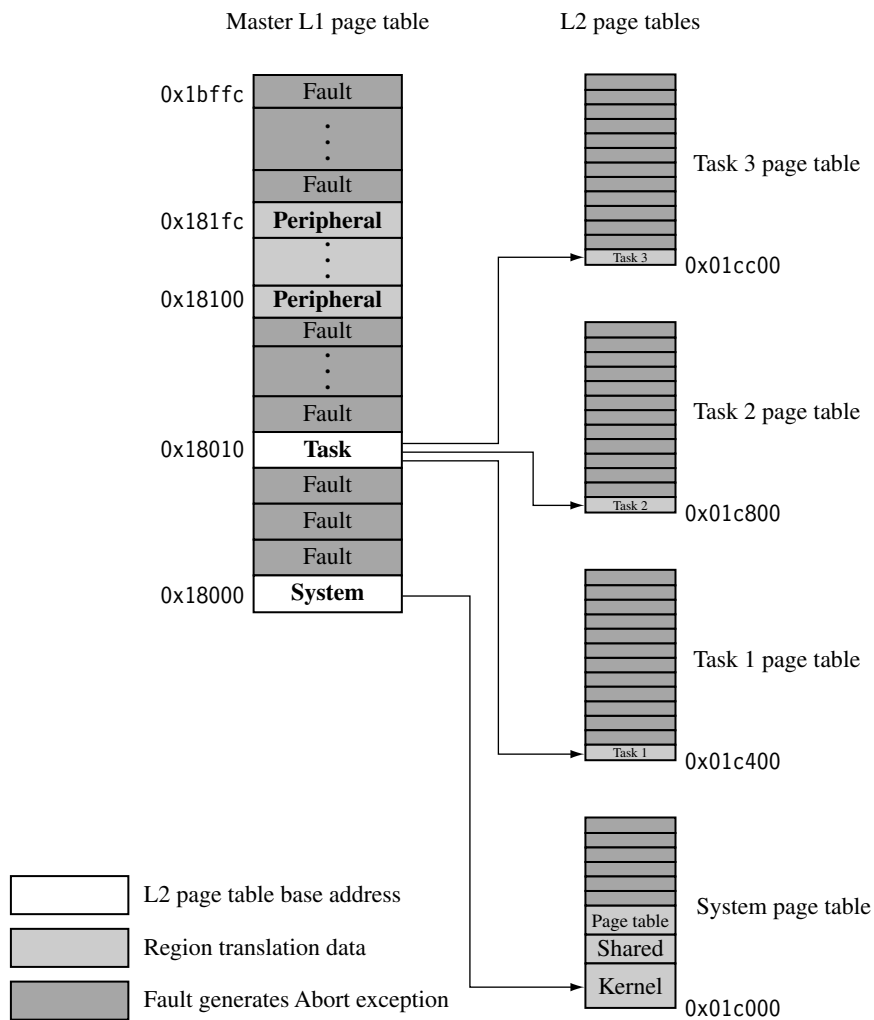 Master L1 page table
L2 page tables
0x1bffc
Fault
Fault
0x181fc
Peripheral
0x18100
Peripheral
Fault
Fault
0x18010
Task
Fault
Fault
Fault
0x18000
System
Task 3 page table
Task 3
0x01cc00
Task 2 page table
Task 2
0x01c800
Task 1 page table
Task 1
0x01c400
System page table
Page table
Shared
Kernel
0x01c000
L2 page table base address
Region translation data
Fault generates Abort exception